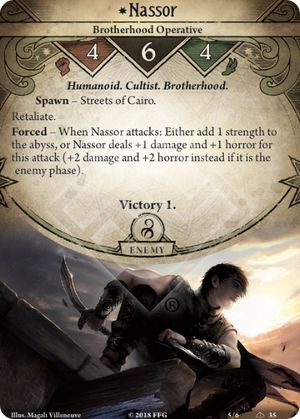 Nassor
Brotherhood Operative
4 6 4
Humanoid. Cultist. Brotherhood.
Spawn – Streets of Cairo.
Retaliate.
Forced – When Nassor attacks: Either add 1 strength to
the abyss, or Nassor deals +1 damage and +1 horror for
this attack (+2 damage and +2 horror instead if it is the
enemy phase).
Victory 1.
ENEMY
®
Illus. Magali Villeneuve © 2018 FFG 5/6 35